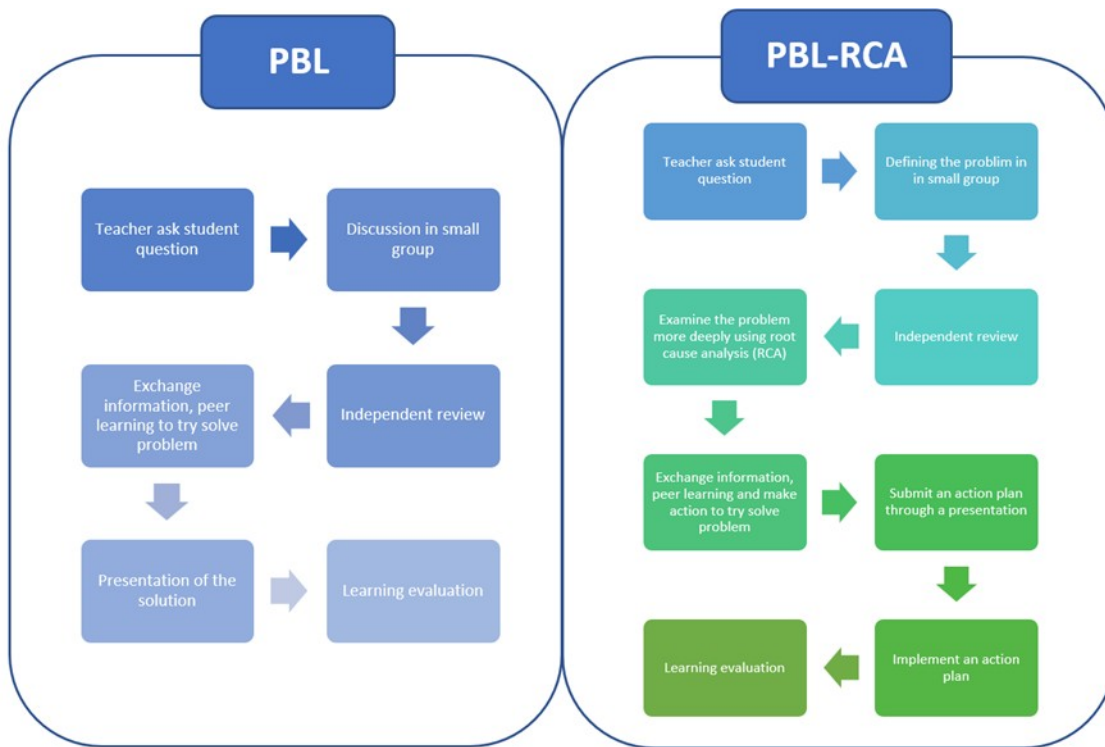 PBL
Teacher ask student
question
Discussion in small
group
Independent review
Exchange
information, peer
learning to try solve
problem
Presentation of the
solution
Learning evaluation
PBL-RCA
Teacher ask student
question
Defining the problim in
in small group
Independent review
Examine the problem
more deeply using root
cause analysis (RCA)
Exchange information,
peer learning and make
action to try solve
problem
Submit an action plan
through a presentation
Implement an action
plan
Learning evaluation